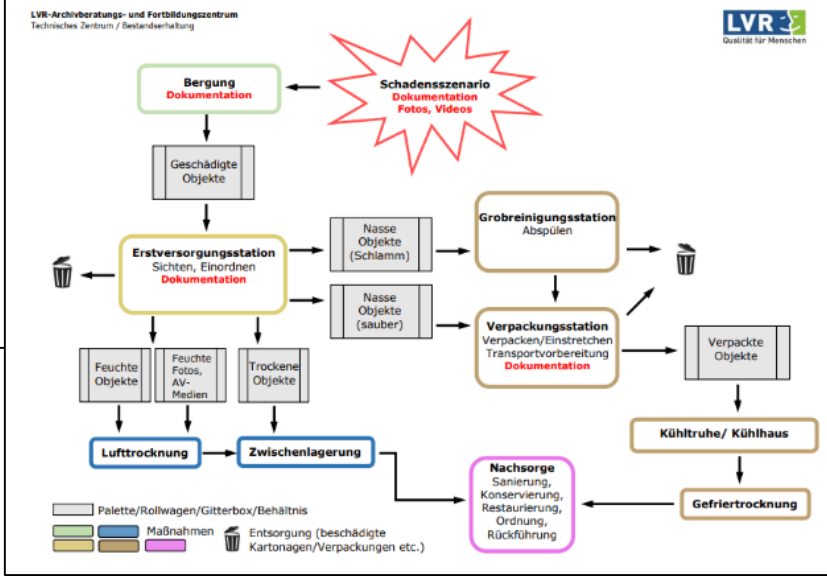 LVR-Archivberatungs- und Fortbildungszentrum
Technisches Zentrum / Bestandserhaltung
LVR
Qualität für Menschen
Bergung
Dokumentation
Schadensszenario
Dokumentation
Fotos, Videos
Geschädigte
Objekte
Erstversorgungsstation
Sichten, Einordnen
Dokumentation
Nasse
Objekte
(Schlamm)
Grobreinigungsstation
Abspülen
Nasse
Objekte
(sauber)
Verpackungsstation
Verpacken/Einstretchen
Transportvorbereitung
Dokumentation
Verpackte
Objekte
Feuchte
Objekte
Feuchte
Fotos,
AV-
Medien
Trockene
Objekte
Lufttrocknung
Zwischenlagerung
Kühltruhe/ Kühlhaus
Nachsorge
Sanierung,
Konservierung,
Restaurierung,
Ordnung,
Rückführung
Gefriertrocknung
Palette/Rollwagen/Gitterbox/Behältnis
Maßnahmen
Entsorgung (beschädigte
Kartonagen/Verpackungen etc.)